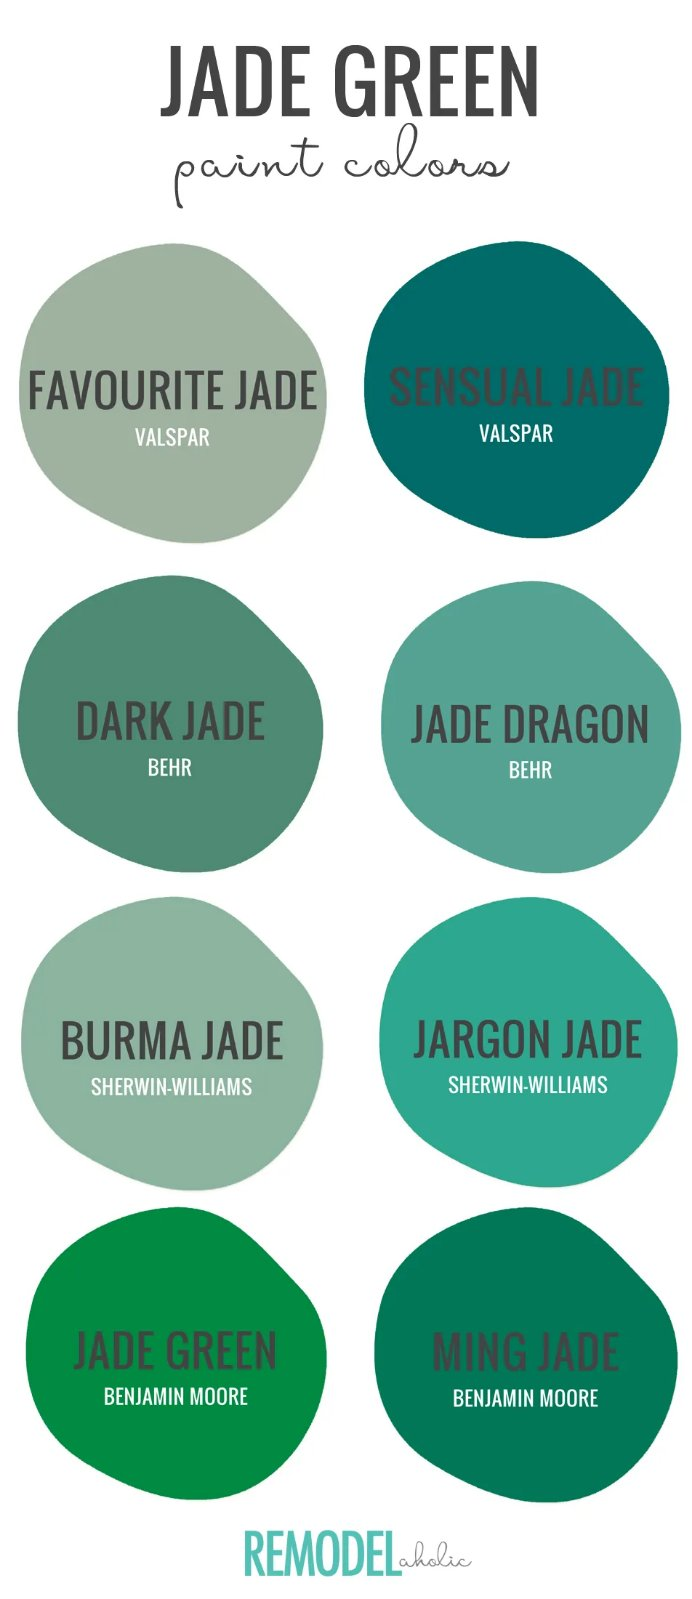 JADE GREEN
paint colors
FAVOURITE JADE
VALSPAR
SENSUAL JADE
VALSPAR
DARK JADE
BEHR
JADE DRAGON
BEHR
BURMA JADE
SHERWIN-WILLIAMS
JARGON JADE
SHERWIN-WILLIAMS
JADE GREEN
BENJAMIN MOORE
MING JADE
BENJAMIN MOORE
REMODELaholic